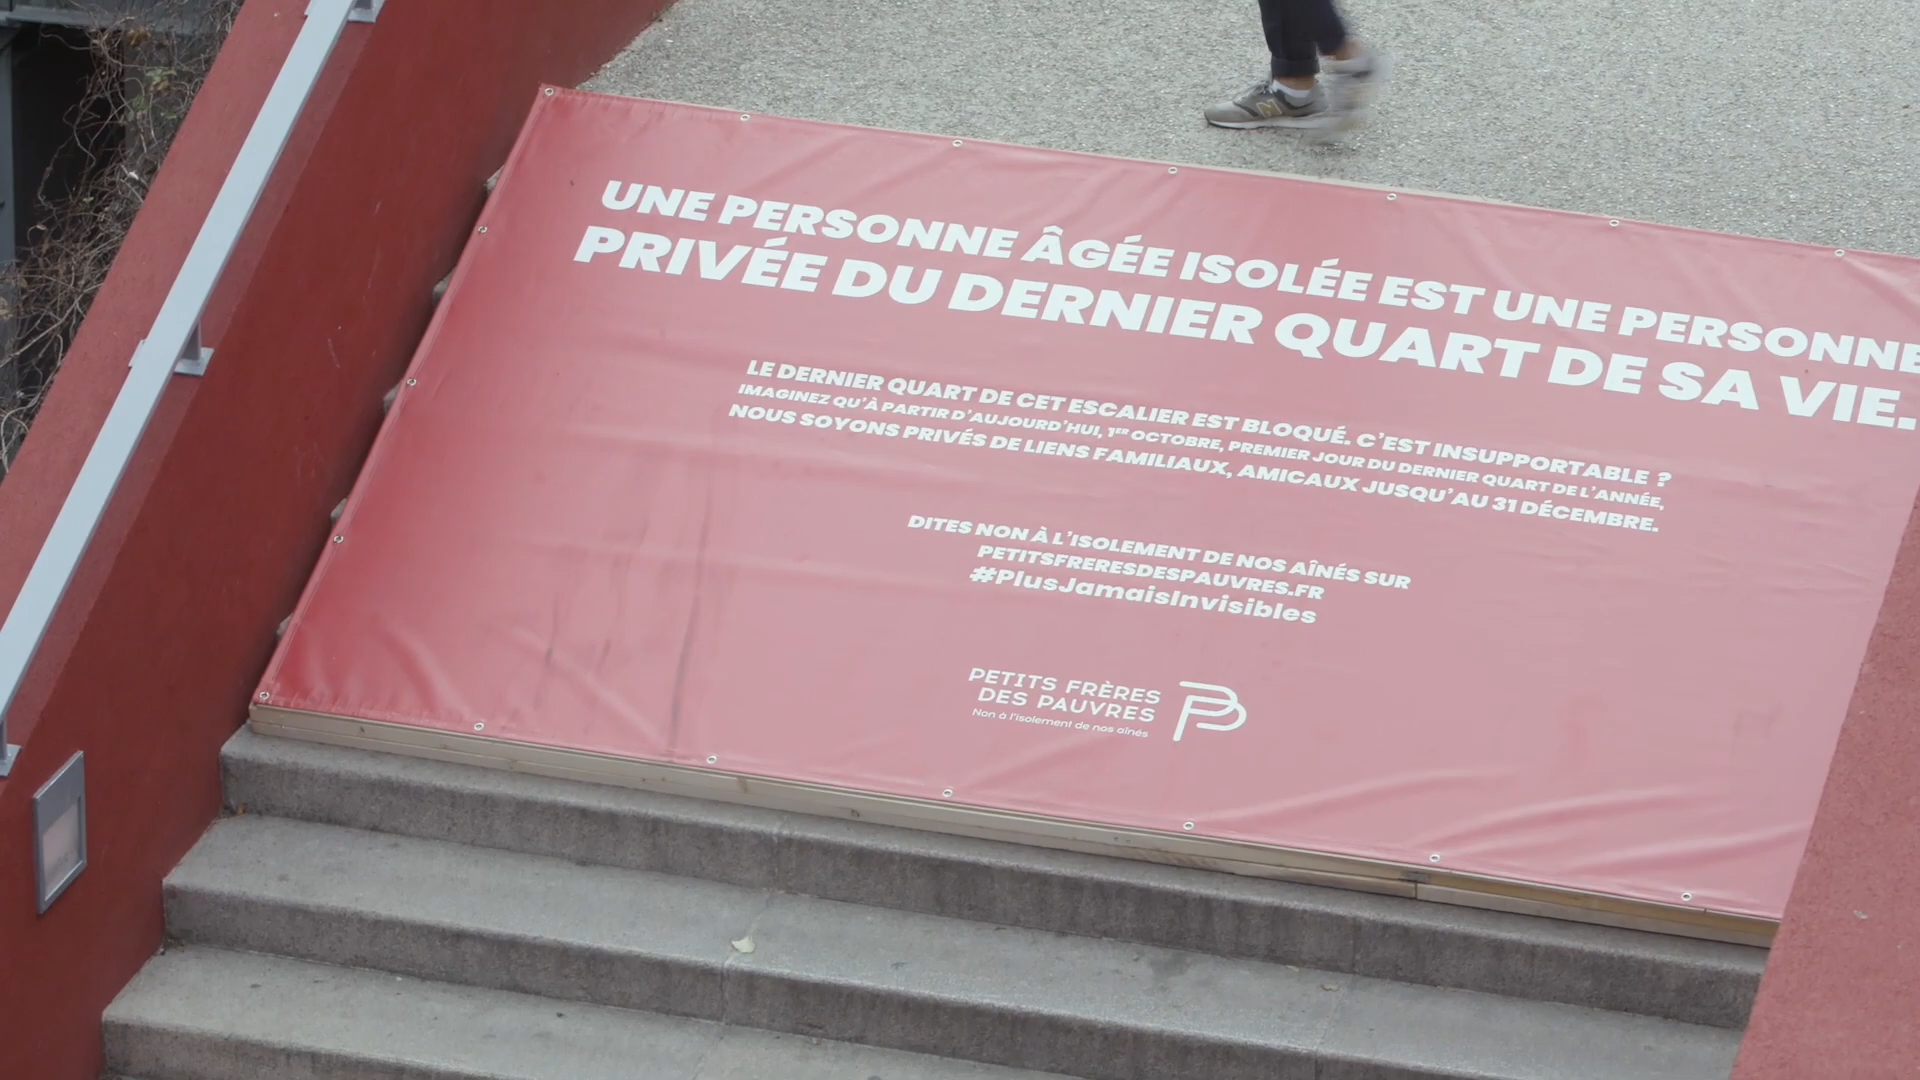 UNE PERSONNE ÂGÉE ISOLÉE EST UNE PERSONNE
PRIVÉE DU DERNIER QUART DE SA VIE.
LE DERNIER QUART DE CET ESCALIER EST BLOQUÉ. C'EST INSUPPORTABLE ?
IMAGINEZ QU'À PARTIR D'AUJOURD'HUI, 1ER OCTOBRE, PREMIER JOUR DU DERNIER QUART DE L'ANNÉE,
NOUS SOYONS PRIVÉS DE LIENS FAMILIAUX, AMICAUX JUSQU'AU 31 DÉCEMBRE.
DITES NON À L'ISOLEMENT DE NOS AÎNÉS SUR
PETITSFRERESDESPAUVRES.FR
#PlusJamaisInvisibles
PETITS FRÈRES
DES PAUVRES
Non à l'isolement de nos aînés
N